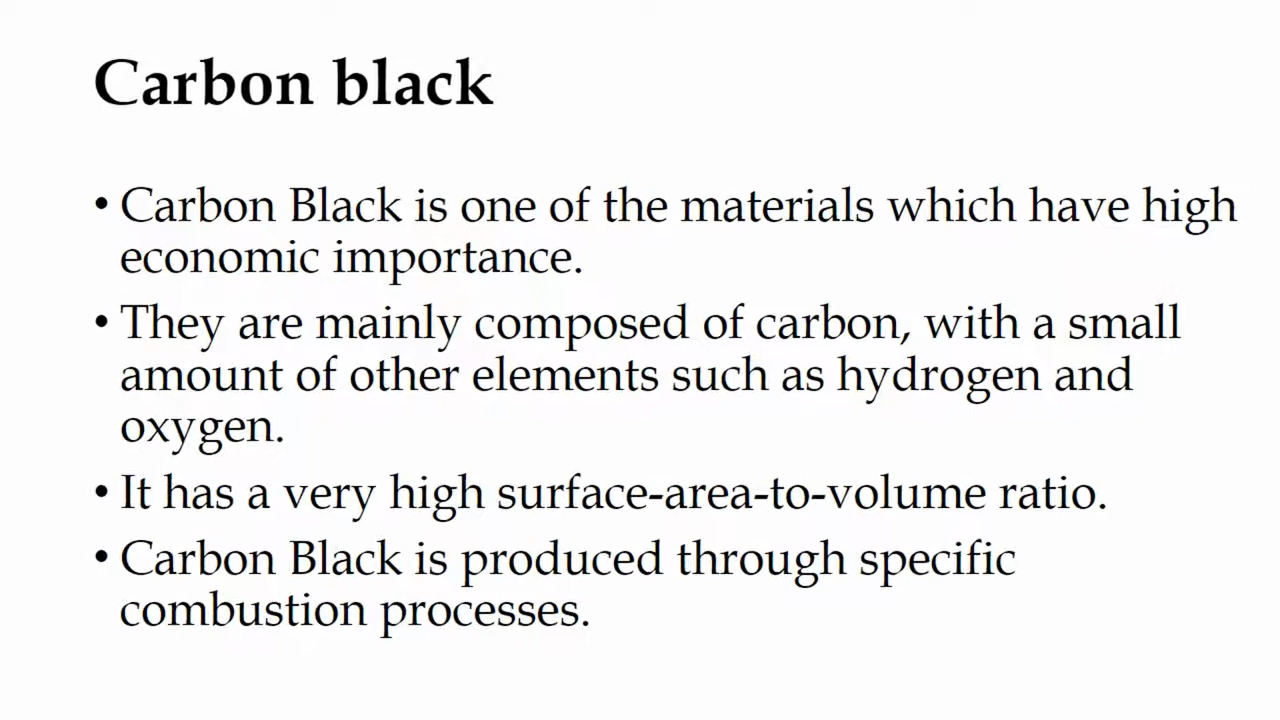 Carbon black
• Carbon Black is one of the materials which have high
economic importance.
• They are mainly composed of carbon, with a small
amount of other elements such as hydrogen and
oxygen.
• It has a very high surface-area-to-volume ratio.
• Carbon Black is produced through specific
combustion processes.